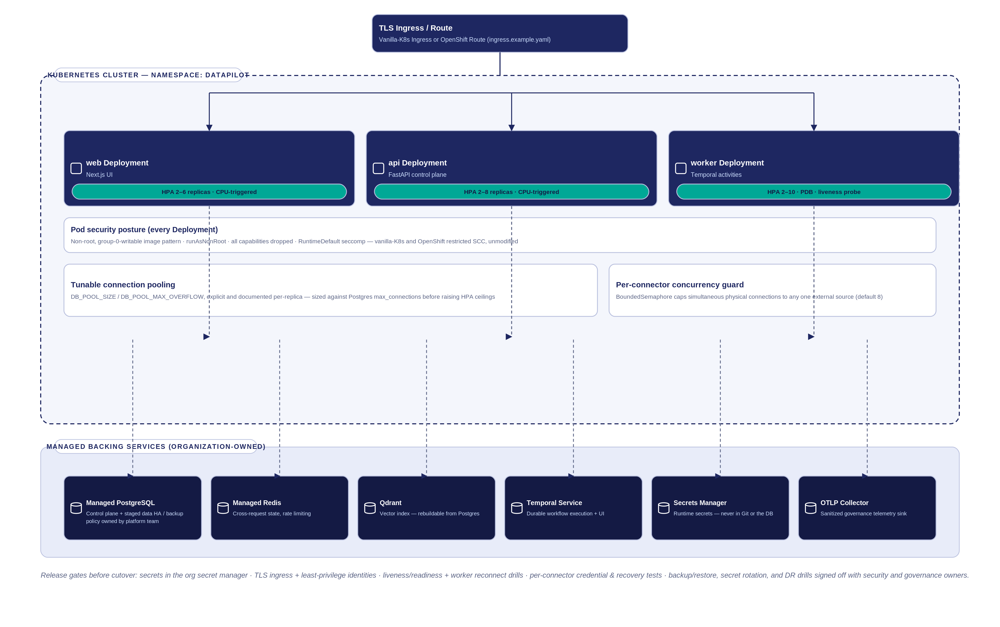 TLS Ingress / Route
Vanilla-K8s Ingress or OpenShift Route (ingress.example.yaml)
KUBERNETES CLUSTER — NAMESPACE: DATAPILOT
web Deployment
Next.js UI
HPA 2–6 replicas · CPU-triggered
api Deployment
FastAPI control plane
HPA 2–8 replicas · CPU-triggered
worker Deployment
Temporal activities
HPA 2–10 · PDB · liveness probe
Pod security posture (every Deployment)
Non-root, group-0-writable image pattern · runAsNonRoot · all capabilities dropped · RuntimeDefault seccomp — vanilla-K8s and OpenShift restricted SCC, unmodified
Tunable connection pooling
DB_POOL_SIZE / DB_POOL_MAX_OVERFLOW, explicit and documented per-replica — sized against Postgres max_connections before raising HPA ceilings
Per-connector concurrency guard
BoundedSemaphore caps simultaneous physical connections to any one external source (default 8)
MANAGED BACKING SERVICES (ORGANIZATION-OWNED)
Managed PostgreSQL
Control plane + staged data HA / backup
policy owned by platform team
Managed Redis
Cross-request state, rate limiting
Qdrant
Vector index — rebuildable from Postgres
Temporal Service
Durable workflow execution + UI
Secrets Manager
Runtime secrets — never in Git or the DB
OTLP Collector
Sanitized governance telemetry sink
Release gates before cutover: secrets in the org secret manager · TLS ingress + least-privilege identities · liveness/readiness + worker reconnect drills · per-connector credential & recovery tests · backup/restore, secret rotation, and DR drills signed off with security and governance owners.